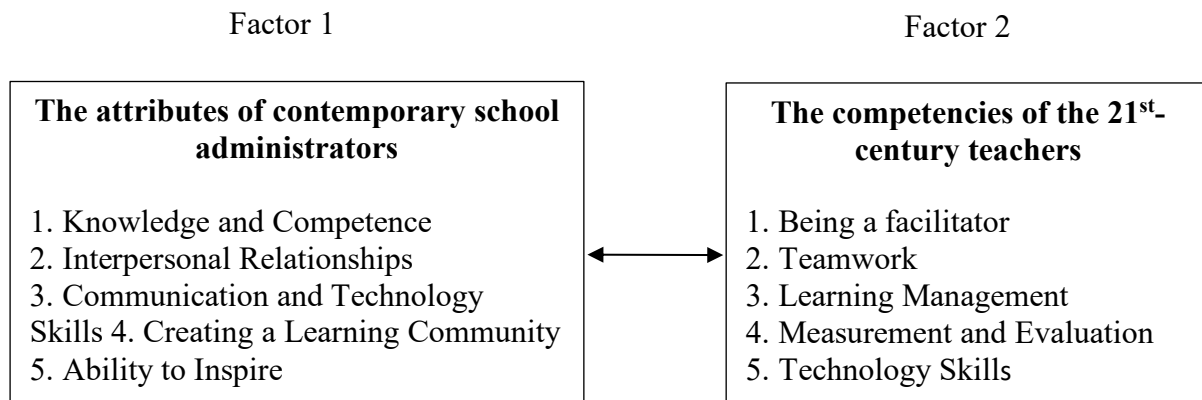 Factor 1
The attributes of contemporary school
administrators
1. Knowledge and Competence
2. Interpersonal Relationships
3. Communication and Technology
Skills 4. Creating a Learning Community
5. Ability to Inspire
Factor 2
The competencies of the 21st-
century teachers
1. Being a facilitator
2. Teamwork
3. Learning Management
4. Measurement and Evaluation
5. Technology Skills